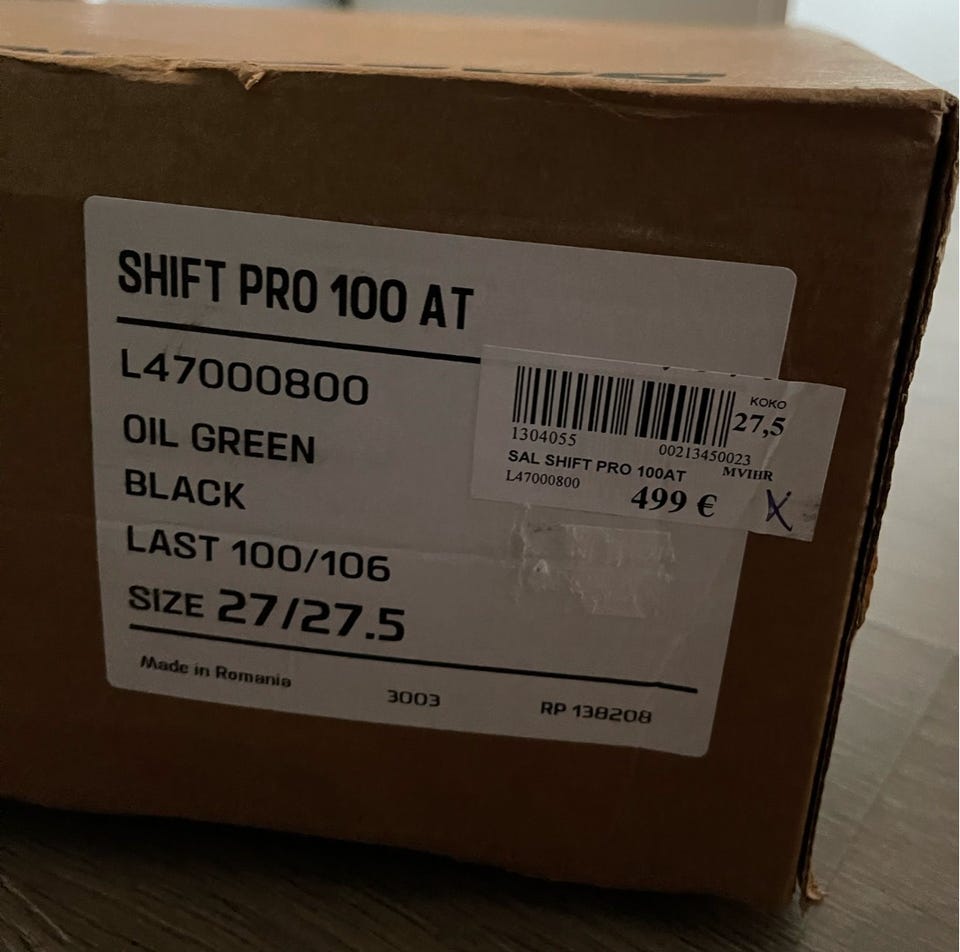 SHIFT PRO 100 AT
L47000800
OIL GREEN
BLACK
LAST 100/106
SIZE 27/27.5
Made in Romania
3003
RP 138208
KOKO
27,5
1304055
00213450023
SAL SHIFT PRO 100AT
MVIHR
L47000800
499 €
X